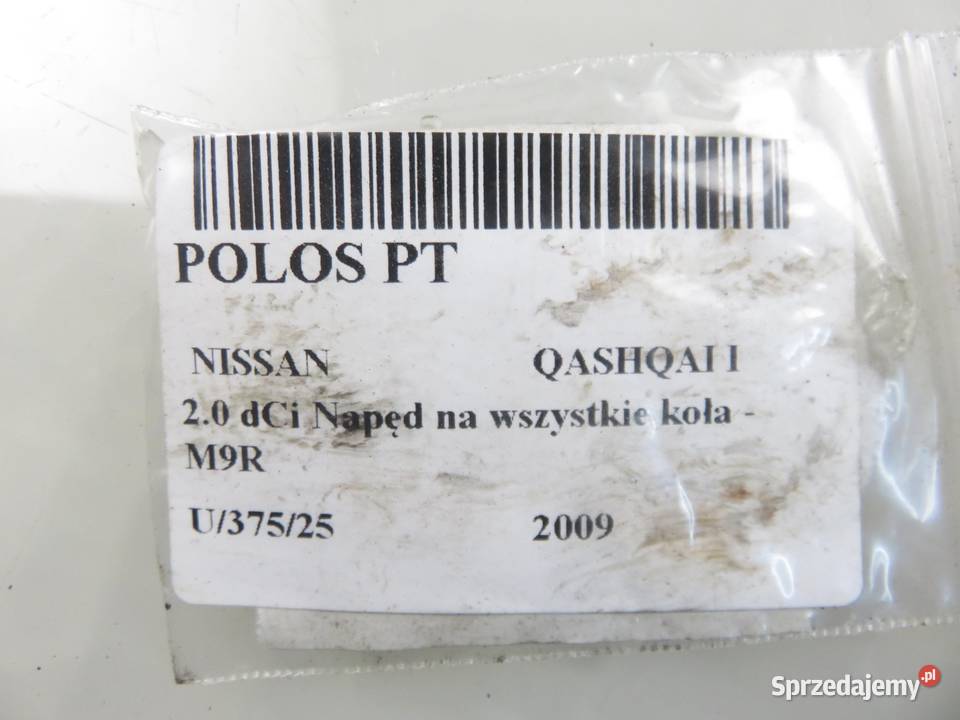 POLOS PT
NISSAN QASHQAI I
2.0 dCi Napęd na wszystkie koła -
M9R
U/375/25 2009
Sprzedajemy.pl